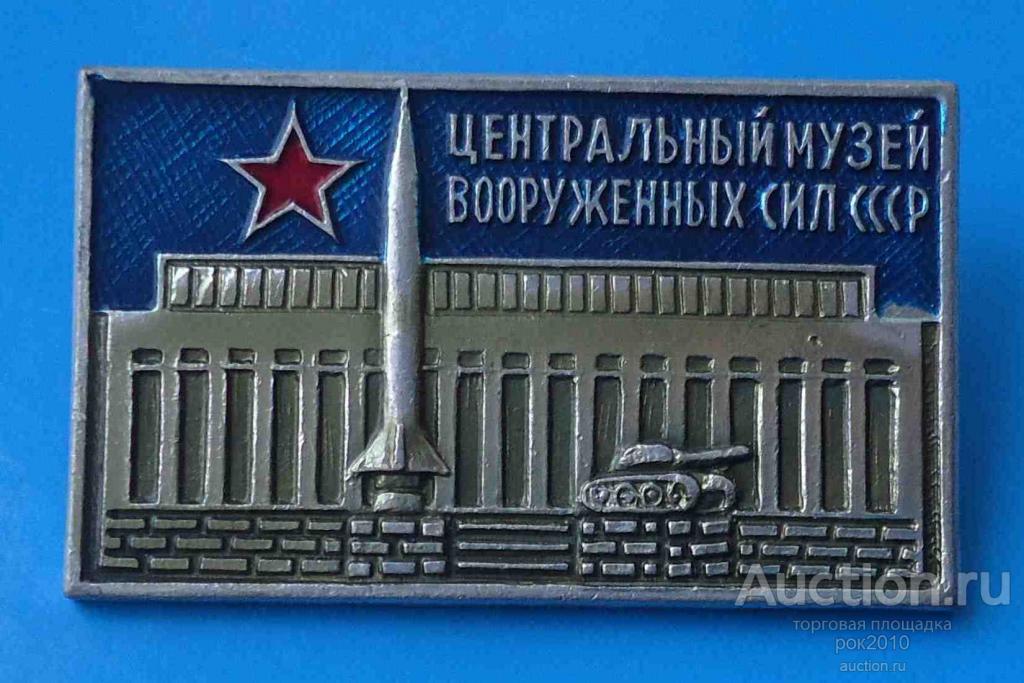 ЦЕНТРАЛЬНЫЙ МУЗЕЙ
ВООРУЖЕННЫХ СИЛ СССР
Auction.ru
торговая площадка
рок2010
auction.ru